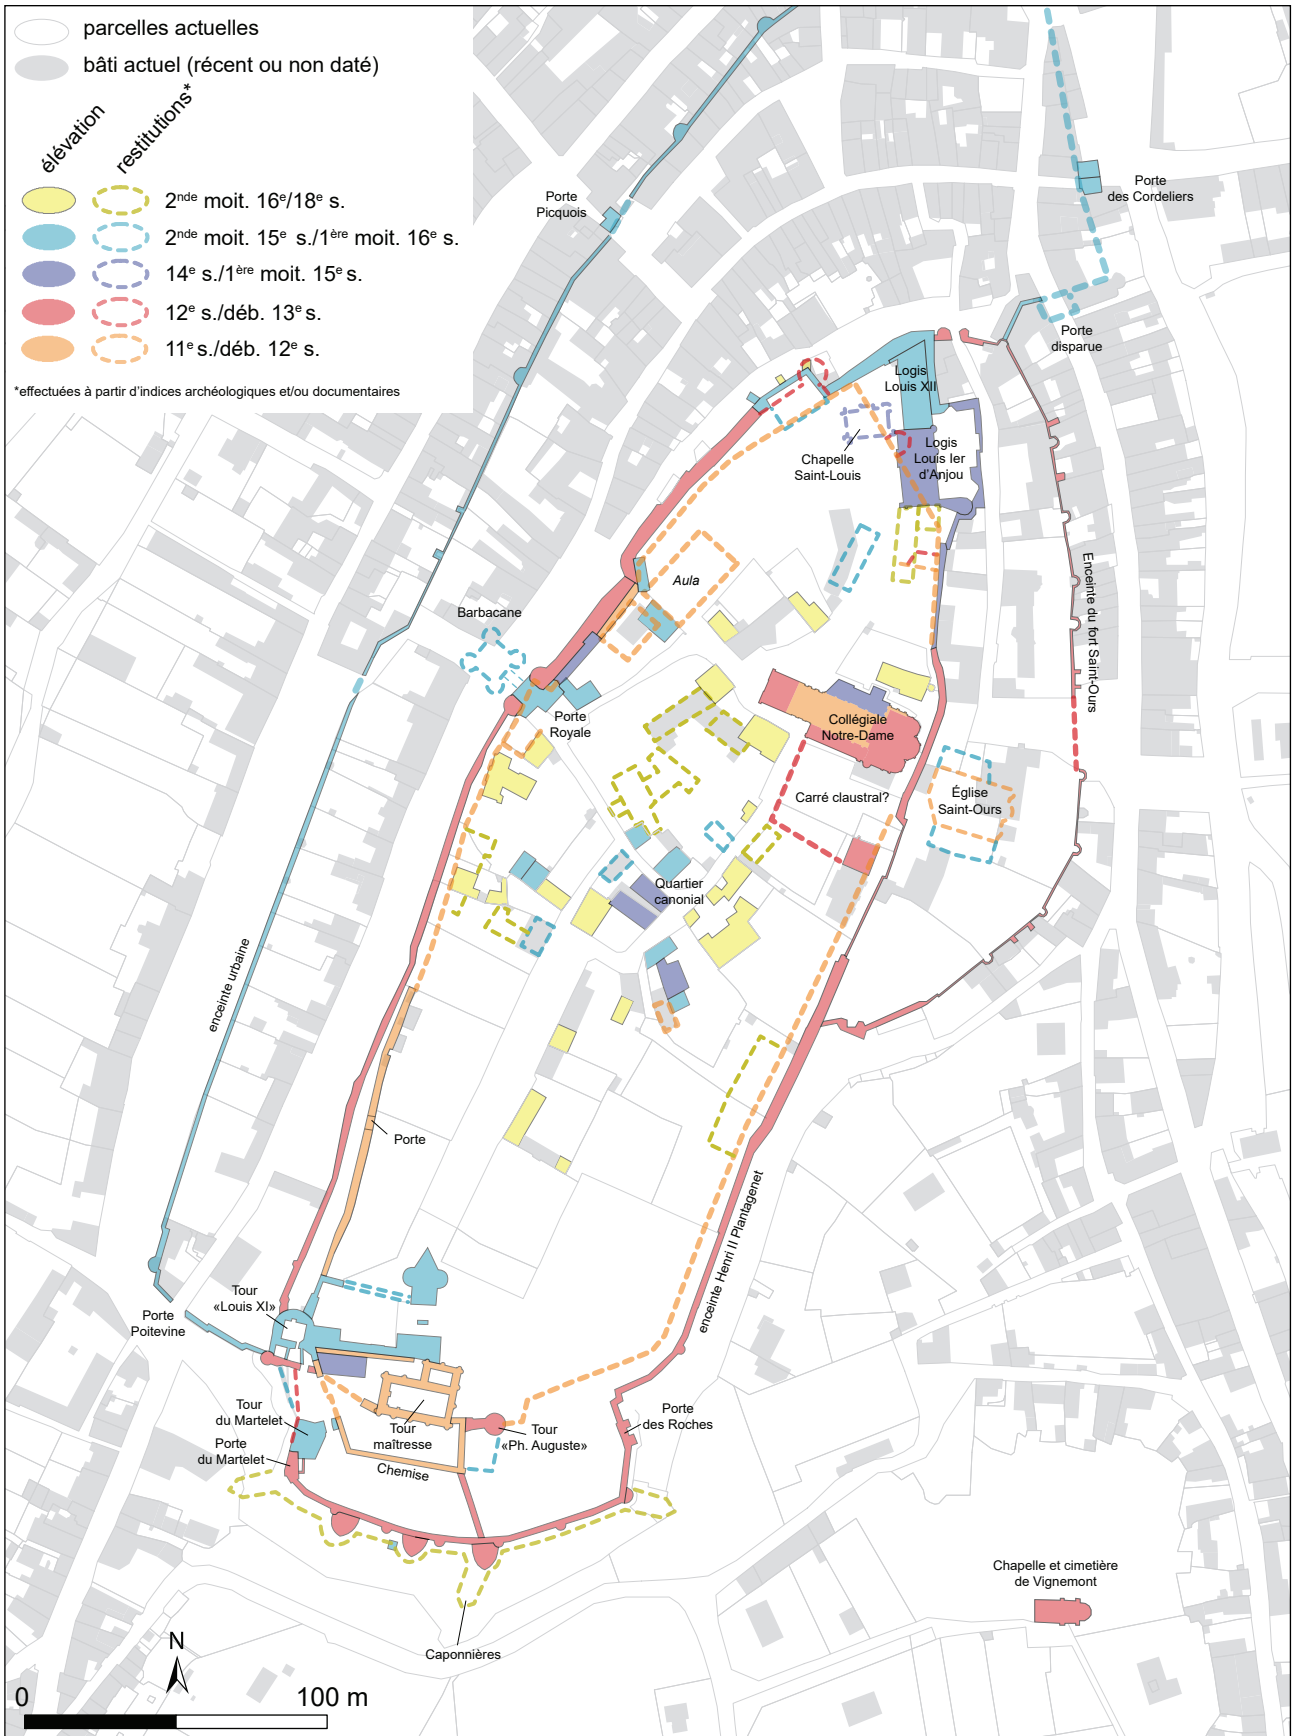 parcelles actuelles
bâti actuel (récent ou non daté)
élévation
restitutions*
2nde moit. 16e/18e s.
2nde moit. 15e s./1ère moit. 16e s.
14e s./1ère moit. 15e s.
12e s./déb. 13e s.
11e s./déb. 12e s.
*effectuées à partir d'indices archéologiques et/ou documentaires
Porte
Picquois
Porte
des Cordeliers
Porte
disparue
Logis
Louis XII
Logis
Louis Ier
d'Anjou
Chapelle
Saint-Louis
Enceinte du fort Saint-Ours
Aula
Barbacane
Porte
Royale
Collégiale
Notre-Dame
Carré claustral?
Église
Saint-Ours
Quartier
canonial
enceinte urbaine
Porte
enceinte Henri II Plantagenet
Tour
«Louis XI»
Porte
Poitevine
Tour
du Martelet
Porte
du Martelet
Tour
maîtresse
Chemise
Tour
«Ph. Auguste»
Porte
des Roches
Caponnières
Chapelle et cimetière
de Vignemont
N
0 100 m